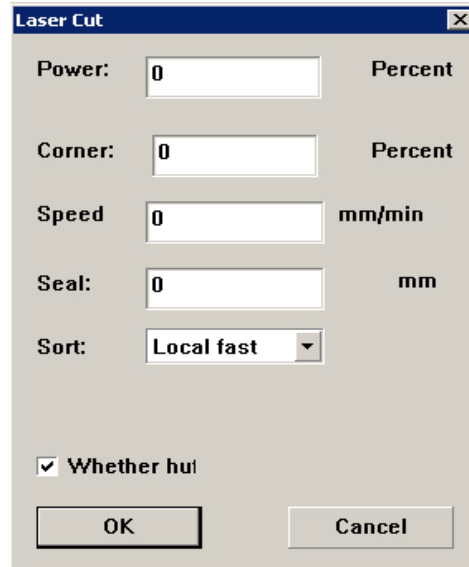 Laser Cut
Power: 0 Percent
Corner: 0 Percent
Speed 0 mm/min
Seal: 0 mm
Sort: Local fast
Whether hut
OK Cancel